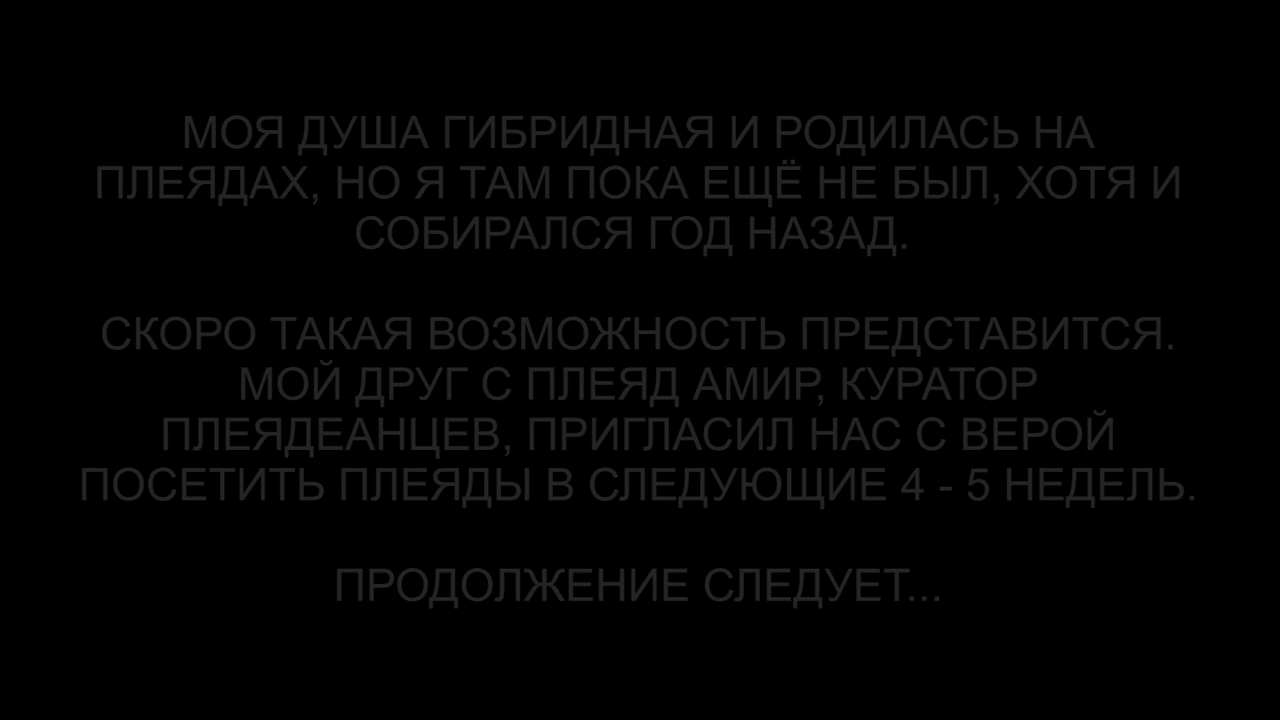 МОЯ ДУША ГИБРИДНАЯ И РОДИЛАСЬ НА
ПЛЕЯДАХ, НО Я ТАМ ПОКА ЕЩЁ НЕ БЫЛ, ХОТЯ И
СОБИРАЛСЯ ГОД НАЗАД.
СКОРО ТАКАЯ ВОЗМОЖНОСТЬ ПРЕДСТАВИТСЯ.
МОЙ ДРУГ С ПЛЕЯД АМИР, КУРАТОР
ПЛЕЯДЕАНЦЕВ, ПРИГЛАСИЛ НАС С ВЕРОЙ
ПОСЕТИТЬ ПЛЕЯДЫ В СЛЕДУЮЩИЕ 4 - 5 НЕДЕЛЬ.
ПРОДОЛЖЕНИЕ СЛЕДУЕТ...